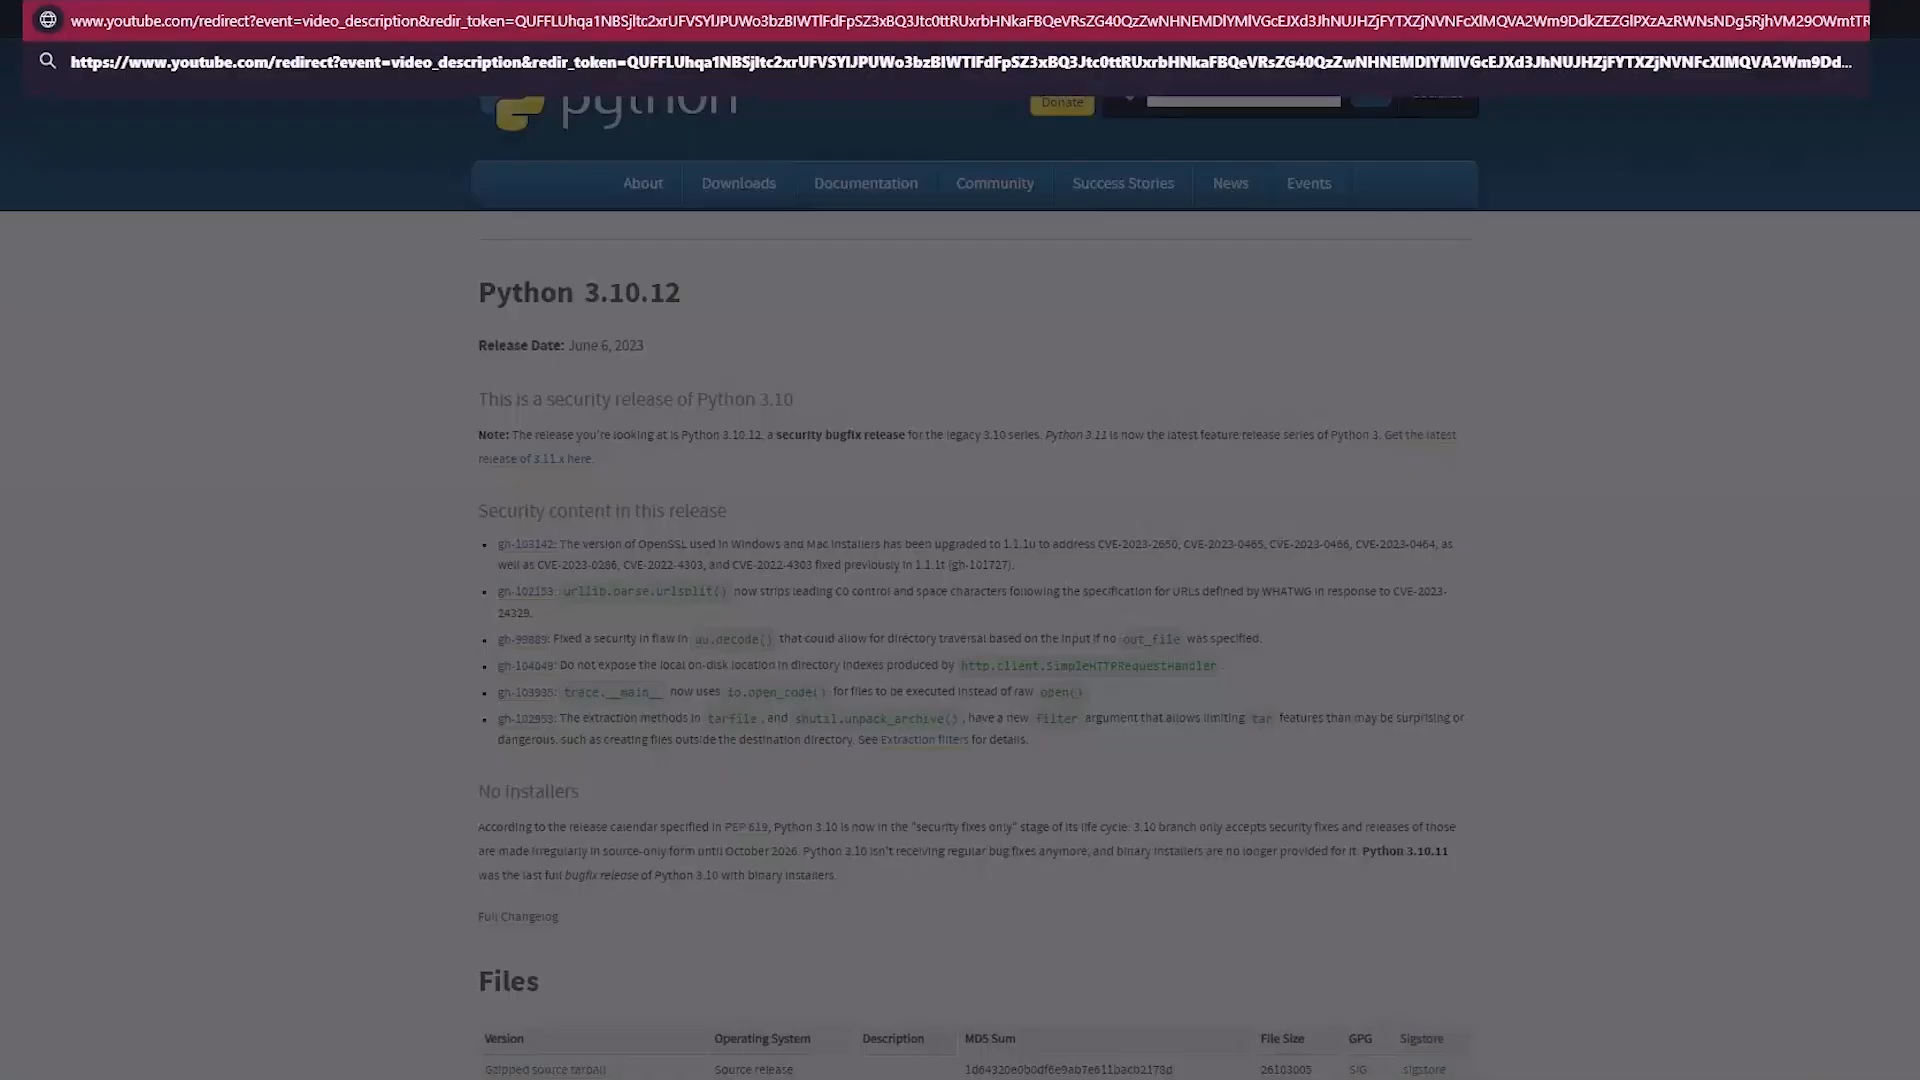 www.youtube.com/redirect?event=video_description&redir_token=
https://www.youtube.com/redirect?event=video_description&redir_token=
python
Donate
About Downloads Documentation Community Success Stories News Events
Python 3.10.12
Release Date: June 6, 2023
This is a security release of Python 3.10
Note: The release you're looking at is Python 3.10.12, a security bugfix release for the legacy 3.10 series. Python 3.11 is now the latest feature release series of Python 3. Get the latest
release of 3.11.x here.
Security content in this release
gh-103142: The version of OpenSSL used in Windows and Mac installers has been upgraded to 1.1.1u to address CVE-2023-2650, CVE-2023-0465, CVE-2023-0466, CVE-2023-0464, as
well as CVE-2023-0286, CVE-2022-4303, and CVE-2022-4303 fixed previously in 1.1.1t (gh-101727).
gh-102153: urllib.parse.urlsplit() now strips leading C0 control and space characters following the specification for URLs defined by WHATWG in response to CVE-2023-
24329.
gh-99889: Fixed a security in flaw in uu.decode() that could allow for directory traversal based on the input if no out_file was specified.
gh-104049: Do not expose the local on-disk location in directory indexes produced by http.client.SimpleHTTPRequestHandler .
gh-103935: trace.__main__ now uses io.open_code() for files to be executed instead of raw open()
gh-102953: The extraction methods in tarfile, and shutil.unpack_archive(), have a new filter argument that allows limiting tar features than may be surprising or
dangerous, such as creating files outside the destination directory. See Extraction filters for details.
No installers
According to the release calendar specified in PEP 619, Python 3.10 is now in the "security fixes only" stage of its life cycle: 3.10 branch only accepts security fixes and releases of those
are made irregularly in source-only form until October 2026. Python 3.10 isn't receiving regular bug fixes anymore, and binary installers are no longer provided for it. Python 3.10.11
was the last full bugfix release of Python 3.10 with binary installers.
Full Changelog
Files
Version Operating System Description MD5 Sum File Size GPG Sigstore
Gzipped source tarball Source release 1d64320e0b0df6e9ab7e611bacb2178d 26103005 SIG .sigstore